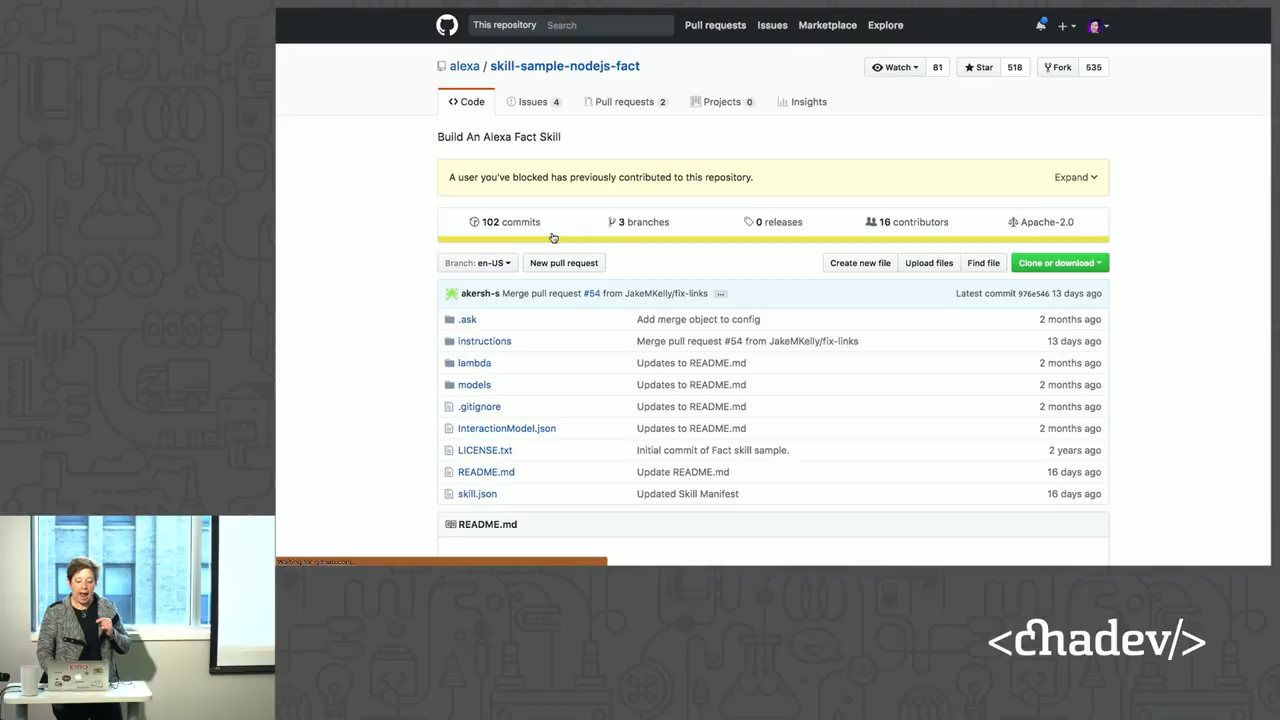 This repository Search Pull requests Issues Marketplace Explore
alexa / skill-sample-nodejs-fact Watch 81 Star 518 Fork 535
Code Issues 4 Pull requests 2 Projects 0 Insights
Build An Alexa Fact Skill
A user you've blocked has previously contributed to this repository. Expand
102 commits 3 branches 0 releases 16 contributors Apache-2.0
Branch: en-US New pull request Create new file Upload files Find file Clone or download
akersh-s Merge pull request #54 from JakeMKelly/fix-links ... Latest commit 976e546 13 days ago
.ask Add merge object to config 2 months ago
instructions Merge pull request #54 from JakeMKelly/fix-links 13 days ago
lambda Updates to README.md 2 months ago
models Updates to README.md 2 months ago
.gitignore Updates to README.md 2 months ago
InteractionModel.json Updates to README.md 2 months ago
LICENSE.txt Initial commit of Fact skill sample. 2 years ago
README.md Update README.md 16 days ago
skill.json Updated Skill Manifest 16 days ago
README.md
Waiting for
<chadev/>